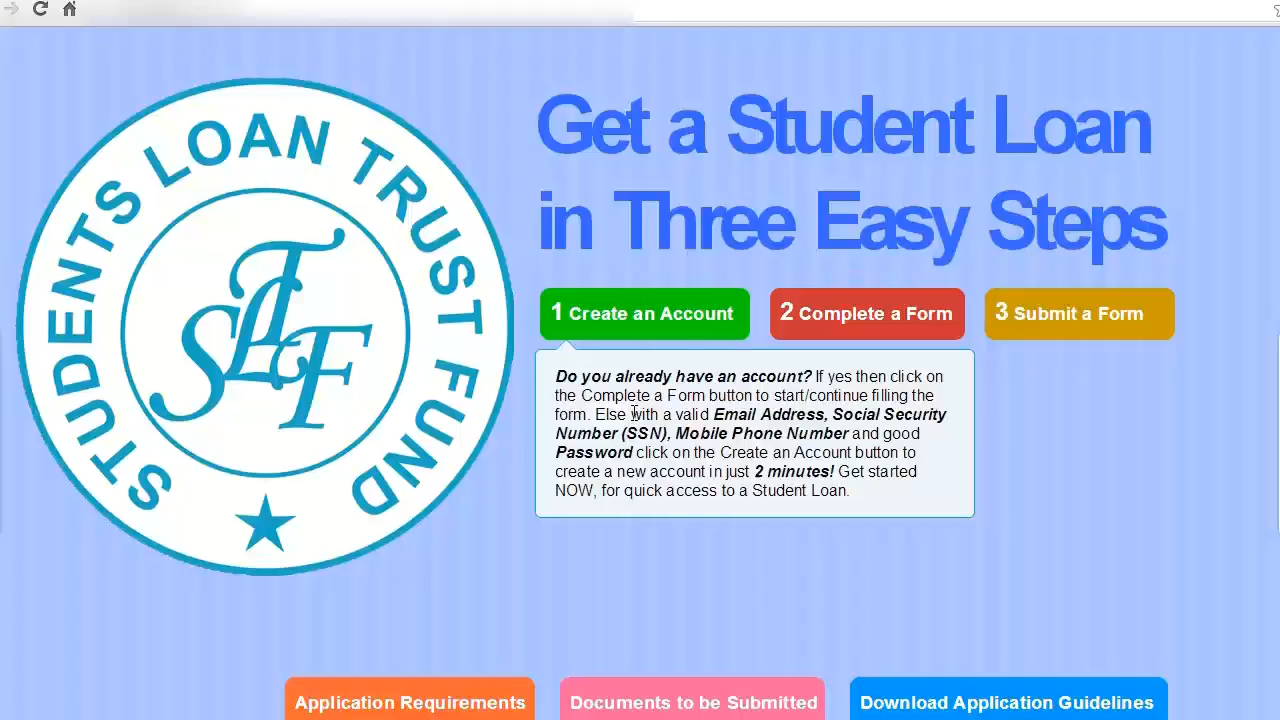 STUDENTS LOAN TRUST FUND
SLTF
Get a Student Loan
in Three Easy Steps
1 Create an Account
2 Complete a Form
3 Submit a Form
Do you already have an account? If yes then click on
the Complete a Form button to start/continue filling the
form. Else with a valid Email Address, Social Security
Number (SSN), Mobile Phone Number and good
Password click on the Create an Account button to
create a new account in just 2 minutes! Get started
NOW, for quick access to a Student Loan.
Application Requirements
Documents to be Submitted
Download Application Guidelines